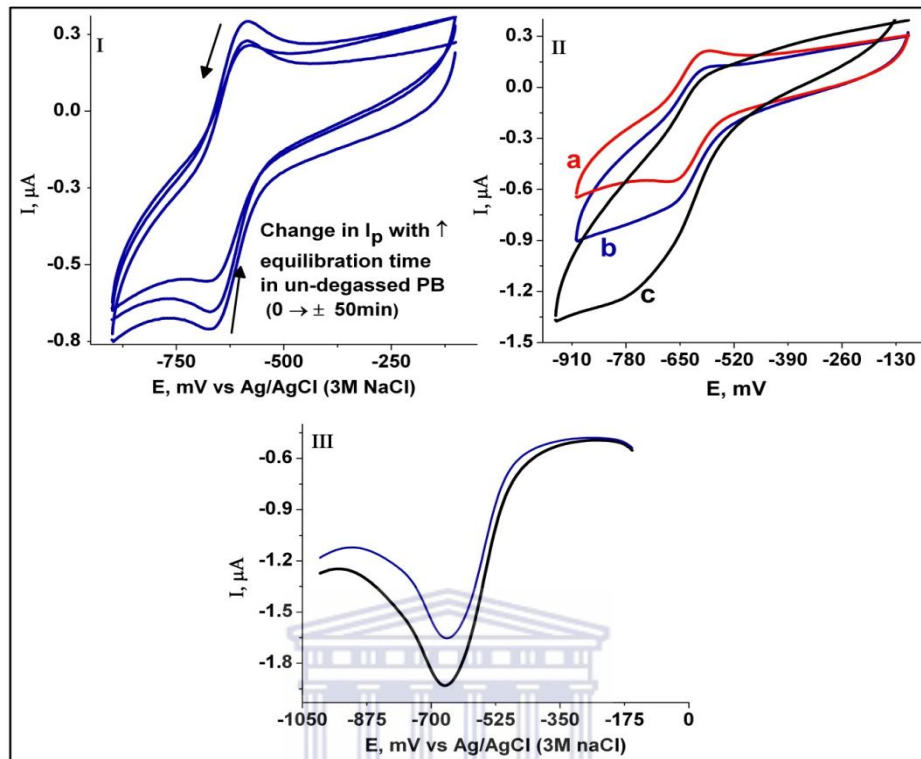 I
I, µA
0.3
0.0
-0.3
-0.5
-0.8
Change in Ip with ↑
equilibration time
in un-degassed PB
(0 → ± 50min)
-750
-500
-250
E, mV vs Ag/AgCl (3M NaCl)
II
I, µA
0.3
0.0
-0.3
-0.6
-0.9
-1.2
-1.5
a
b
c
-910
-780
-650
-520
-390
-260
-130
E, mV
III
I, µA
-0.6
-0.9
-1.2
-1.5
-1.8
-1050
-875
-700
-525
-350
-175
0
E, mV vs Ag/AgCl (3M naCl)